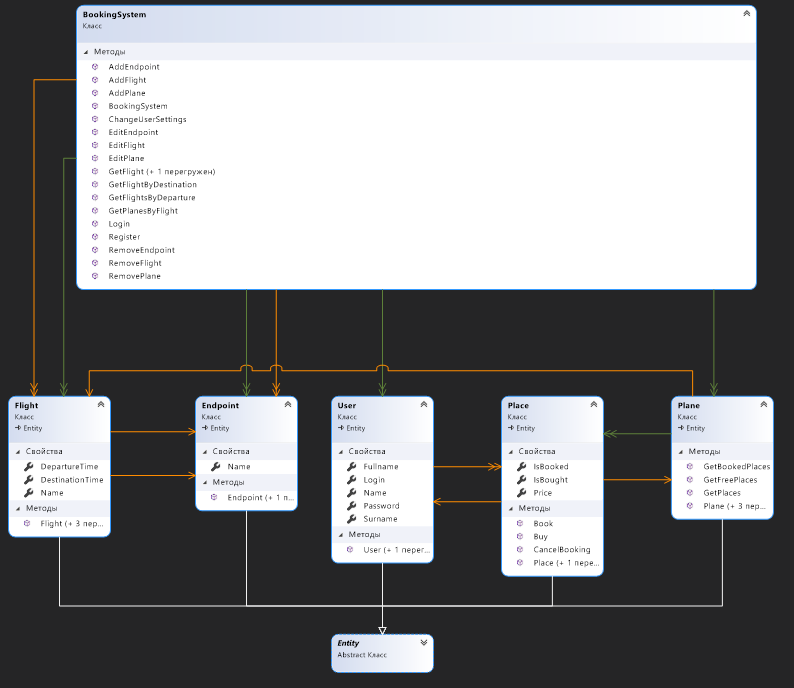 BookingSystem
Класс
Методы
AddEndpoint
AddFlight
AddPlane
BookingSystem
ChangeUserSettings
EditEndpoint
EditFlight
EditPlane
GetFlight (+ 1 перегружен)
GetFlightByDestination
GetFlightsByDeparture
GetPlanesByFlight
Login
Register
RemoveEndpoint
RemoveFlight
RemovePlane
Flight
Класс
Entity
Свойства
DepartureTime
DestinationTime
Name
Методы
Flight (+ 3 пер...
Endpoint
Класс
Entity
Свойства
Name
Методы
Endpoint (+ 1 п...
User
Класс
Entity
Свойства
Fullname
Login
Name
Password
Surname
Методы
User (+ 1 перег...
Place
Класс
Entity
Свойства
IsBooked
IsBought
Price
Методы
Book
Buy
CancelBooking
Place (+ 1 пере...
Plane
Класс
Entity
Методы
GetBookedPlaces
GetFreePlaces
GetPlaces
Plane (+ 3 пер...
Entity
Abstract Класс